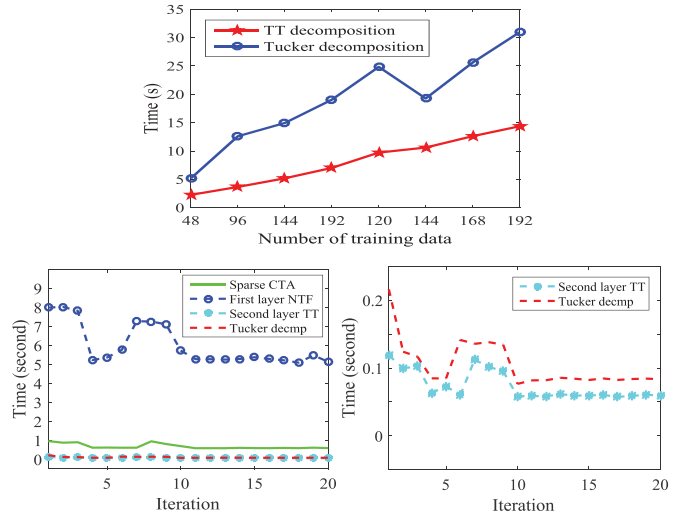 35
30
25
20
15
10
5
0
Time (s)
TT decomposition
Tucker decomposition
48 96 144 192 120 144 168 192
Number of training data
9
8
7
6
5
4
3
2
1
0
Time (second)
Sparse CTA
First layer NTF
Second layer TT
Tucker decmp
5 10 15 20
Iteration
0.2
0.1
0
Time (second)
Second layer TT
Tucker decmp
5 10 15 20
Iteration